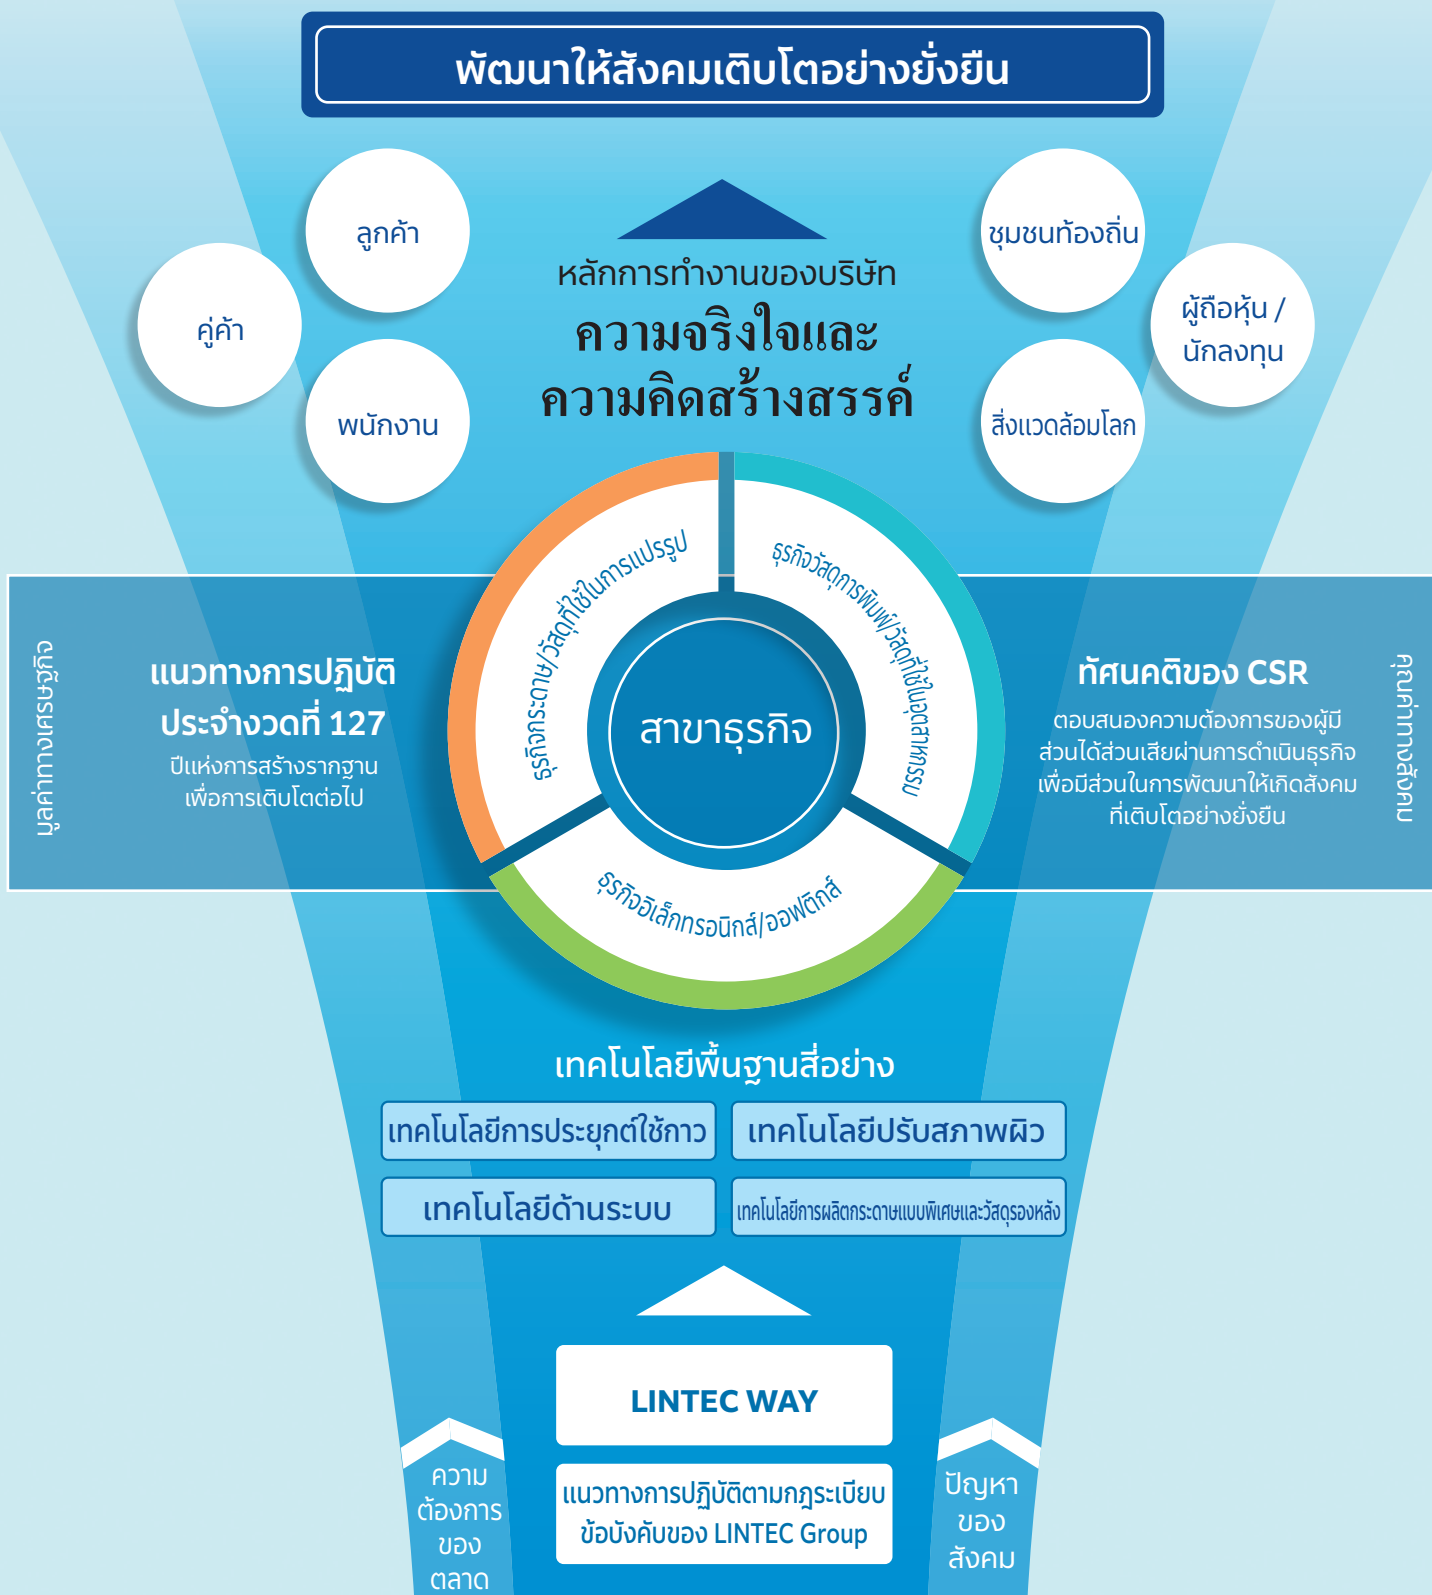 พัฒนาให้สังคมเติบโตอย่างยั่งยืน
ลูกค้า
คู่ค้า
พนักงาน
หลักการทำงานของบริษัท
ความจริงใจและ
ความคิดสร้างสรรค์
ชุมชนท้องถิ่น
ผู้ถือหุ้น /
นักลงทุน
สิ่งแวดล้อมโลก
มูลค่าทางเศรษฐกิจ
แนวทางการปฏิบัติ
ประจำงวดที่ 127
ปีแห่งการสร้างรากฐาน
เพื่อการเติบโตต่อไป
ธุรกิจกระดาษ/วัสดุที่ใช้ในการแปรรูป
ธุรกิจวัสดุการพิมพ์/วัสดุที่ใช้ในอุตสาหกรรม
สาขาธุรกิจ
ธุรกิจอิเล็กทรอนิกส์/ออฟติกส์
ทัศนคติของ CSR
ตอบสนองความต้องการของผู้มี
ส่วนได้ส่วนเสียผ่านการดำเนินธุรกิจ
เพื่อมีส่วนในการพัฒนาให้เกิดสังคม
ที่เติบโตอย่างยั่งยืน
คุณค่าทางสังคม
เทคโนโลยีพื้นฐานสี่อย่าง
เทคโนโลยีการประยุกต์ใช้กาว
เทคโนโลยีปรับสภาพผิว
เทคโนโลยีด้านระบบ
เทคโนโลยีการผลิตกระดาษแบบพิเศษและวัสดุรองหลัง
LINTEC WAY
แนวทางการปฏิบัติตามกฎระเบียบ
ข้อบังคับของ LINTEC Group
ความ
ต้องการ
ของ
ตลาด
ปัญหา
ของ
สังคม